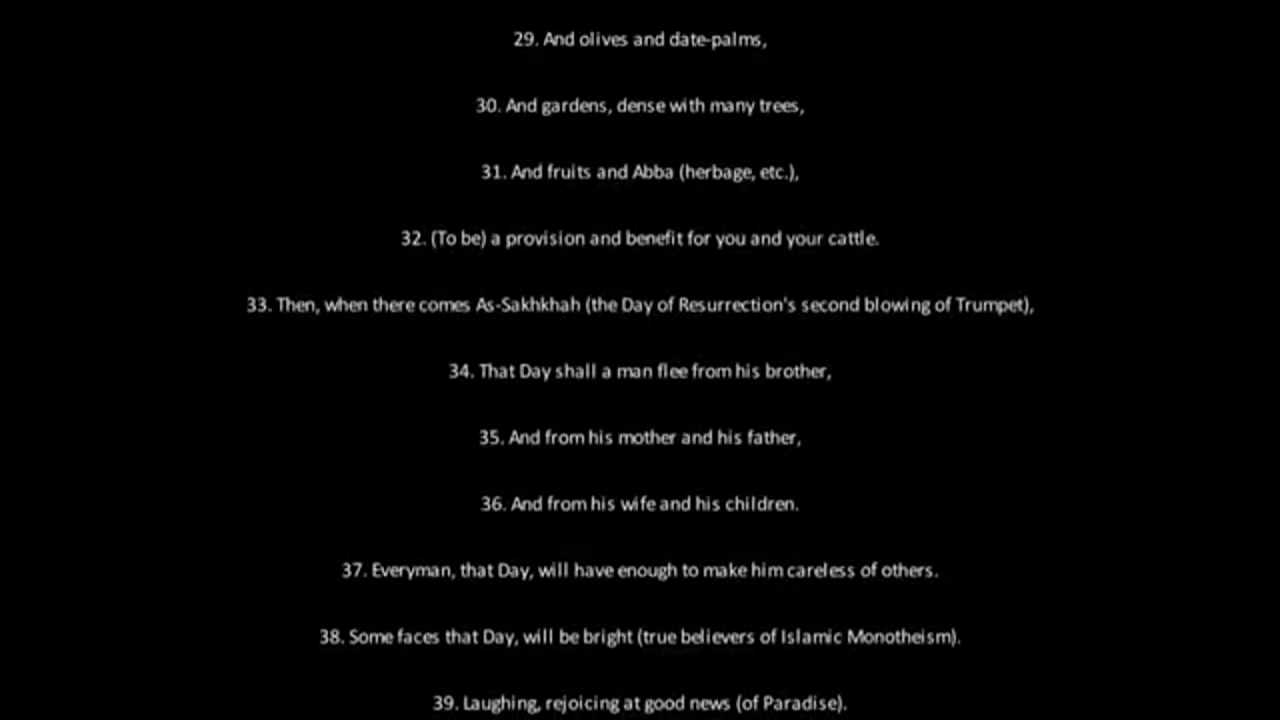 29. And olives and date-palms,
30. And gardens, dense with many trees,
31. And fruits and Abba (herbage, etc.),
32. (To be) a provision and benefit for you and your cattle.
33. Then, when there comes As-Sakhkhah (the Day of Resurrection's second blowing of Trumpet),
34. That Day shall a man flee from his brother,
35. And from his mother and his father,
36. And from his wife and his children.
37. Everyman, that Day, will have enough to make him careless of others.
38. Some faces that Day, will be bright (true believers of Islamic Monotheism).
39. Laughing, rejoicing at good news (of Paradise).